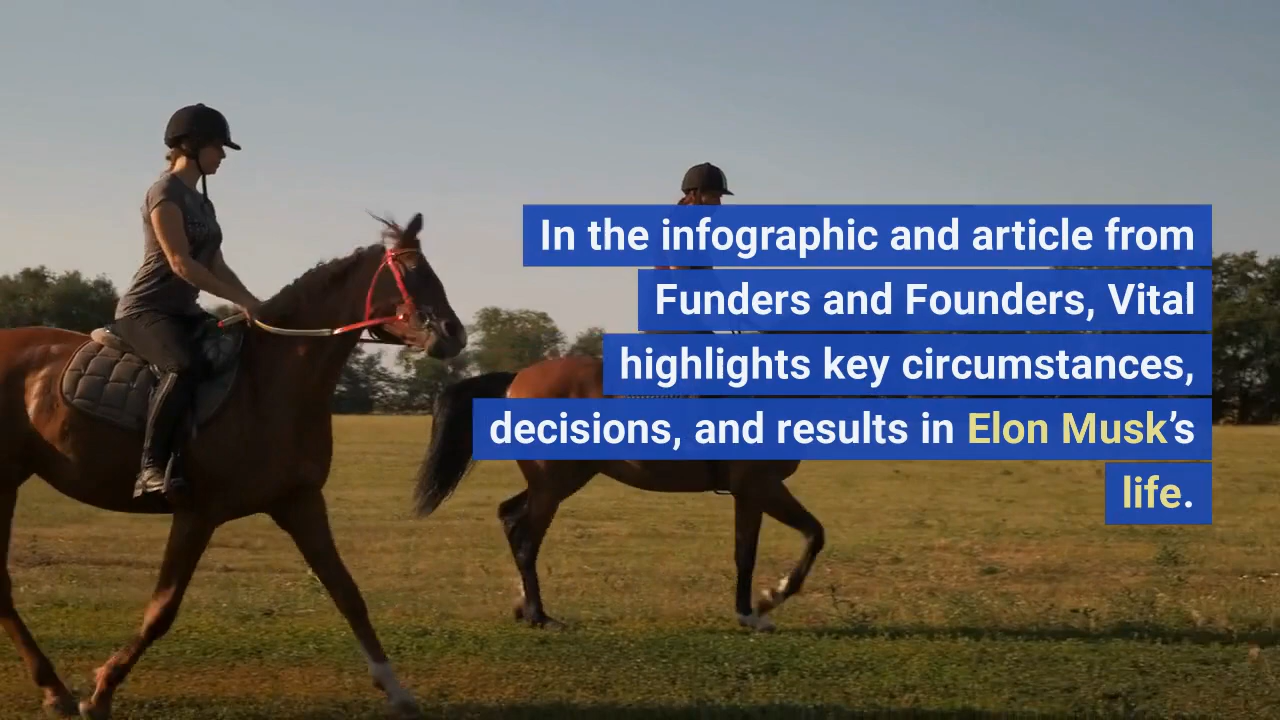 In the infographic and article from
Funders and Founders, Vital
highlights key circumstances,
decisions, and results in Elon Musk’s
life.